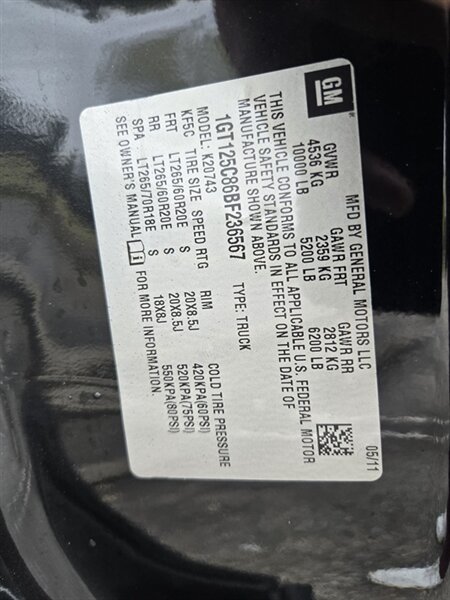 GM
MFD BY GENERAL MOTORS LLC 05/11
GVWR GAWR FRT GAWR RR
4536 KG 2359 KG 2812 KG
10000 LB 5200 LB 6200 LB
THIS VEHICLE CONFORMS TO ALL APPLICABLE U.S. FEDERAL MOTOR
VEHICLE SAFETY STANDARDS IN EFFECT ON THE DATE OF
MANUFACTURE SHOWN ABOVE.
1GT125C86BF236567 TYPE: TRUCK
MODEL: K20743
KF5C TIRE SIZE SPEED RTG RIM COLD TIRE PRESSURE
FRT LT265/60R20E S 20X8.5J 420KPA(60PSI)
RR LT265/60R20E S 20X8.5J 520KPA(75PSI)
SPA LT265/70R18E S 18X8J 550KPA(80PSI)
SEE OWNER'S MANUAL FOR MORE INFORMATION.